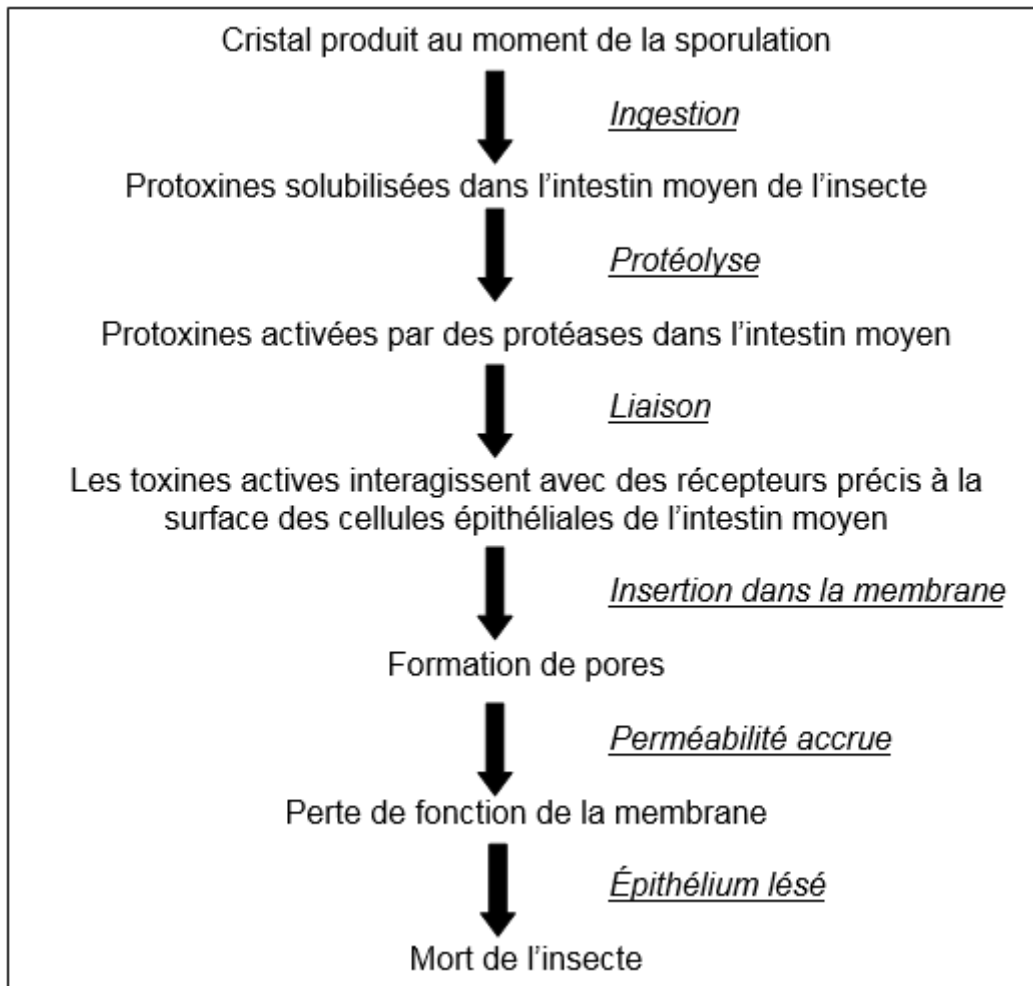 Cristal produit au moment de la sporulation
Ingestion
Protoxines solubilisées dans l'intestin moyen de l'insecte
Protéolyse
Protoxines activées par des protéases dans l'intestin moyen
Liaison
Les toxines actives interagissent avec des récepteurs précis à la
surface des cellules épithéliales de l'intestin moyen
Insertion dans la membrane
Formation de pores
Perméabilité accrue
Perte de fonction de la membrane
Épithélium lésé
Mort de l'insecte